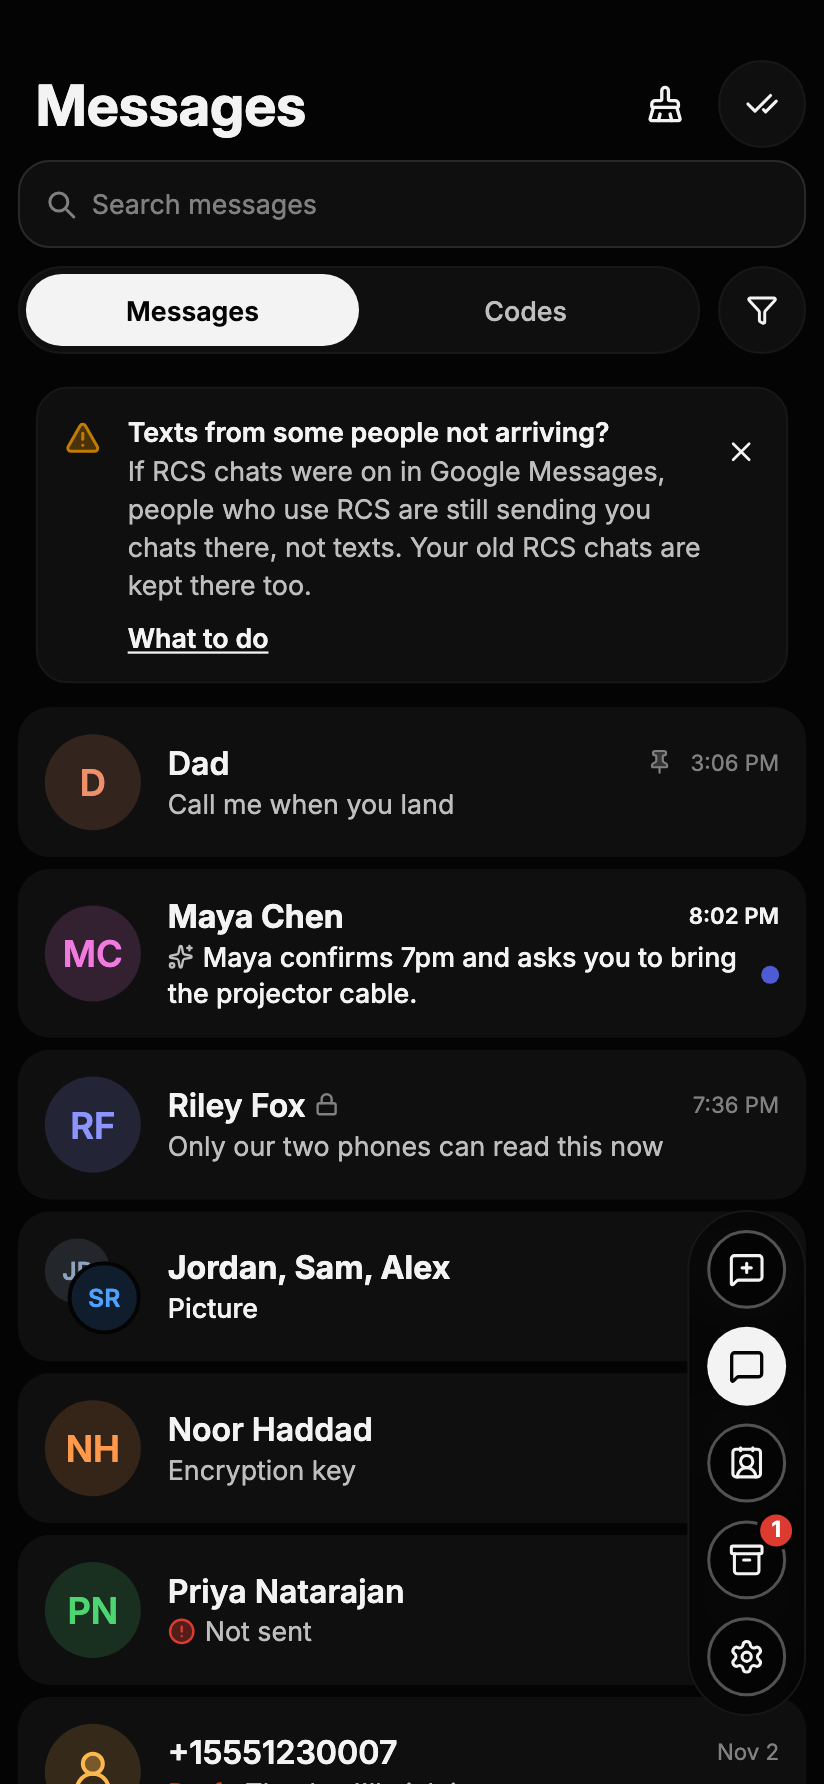 Messages
Search messages
Messages
Codes
Texts from some people not arriving?
If RCS chats were on in Google Messages,
people who use RCS are still sending you
chats there, not texts. Your old RCS chats are
kept there too.
What to do
D
Dad
3:06 PM
Call me when you land
MC
Maya Chen
8:02 PM
Maya confirms 7pm and asks you to bring
the projector cable.
RF
Riley Fox
7:36 PM
Only our two phones can read this now
SR
Jordan, Sam, Alex
Picture
NH
Noor Haddad
Encryption key
1
PN
Priya Natarajan
Not sent
+15551230007
Nov 2